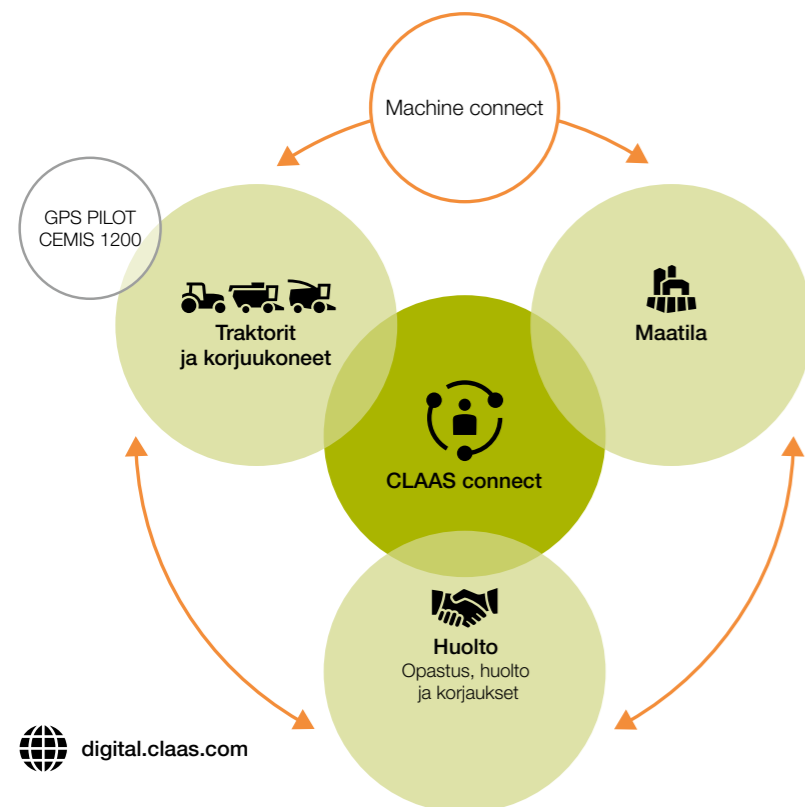 Machine connect
GPS PILOT
CEMIS 1200
Traktorit
ja korjuukoneet
Maatila
CLAAS connect
Huolto
Opastus, huolto
ja korjaukset
digital.claas.com